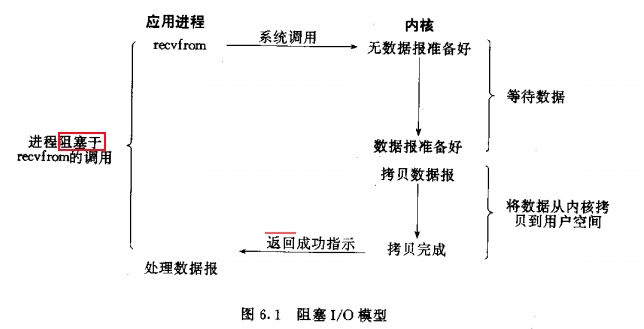 应用进程
内核
recvfrom
系统调用
无数据报准备好
等待数据
进程阻塞于
recvfrom的调用
数据报准备好
拷贝数据报
将数据从内核拷
贝到用户空间
返回成功指示
拷贝完成
处理数据报
图 6.1 阻塞 I/O 模型